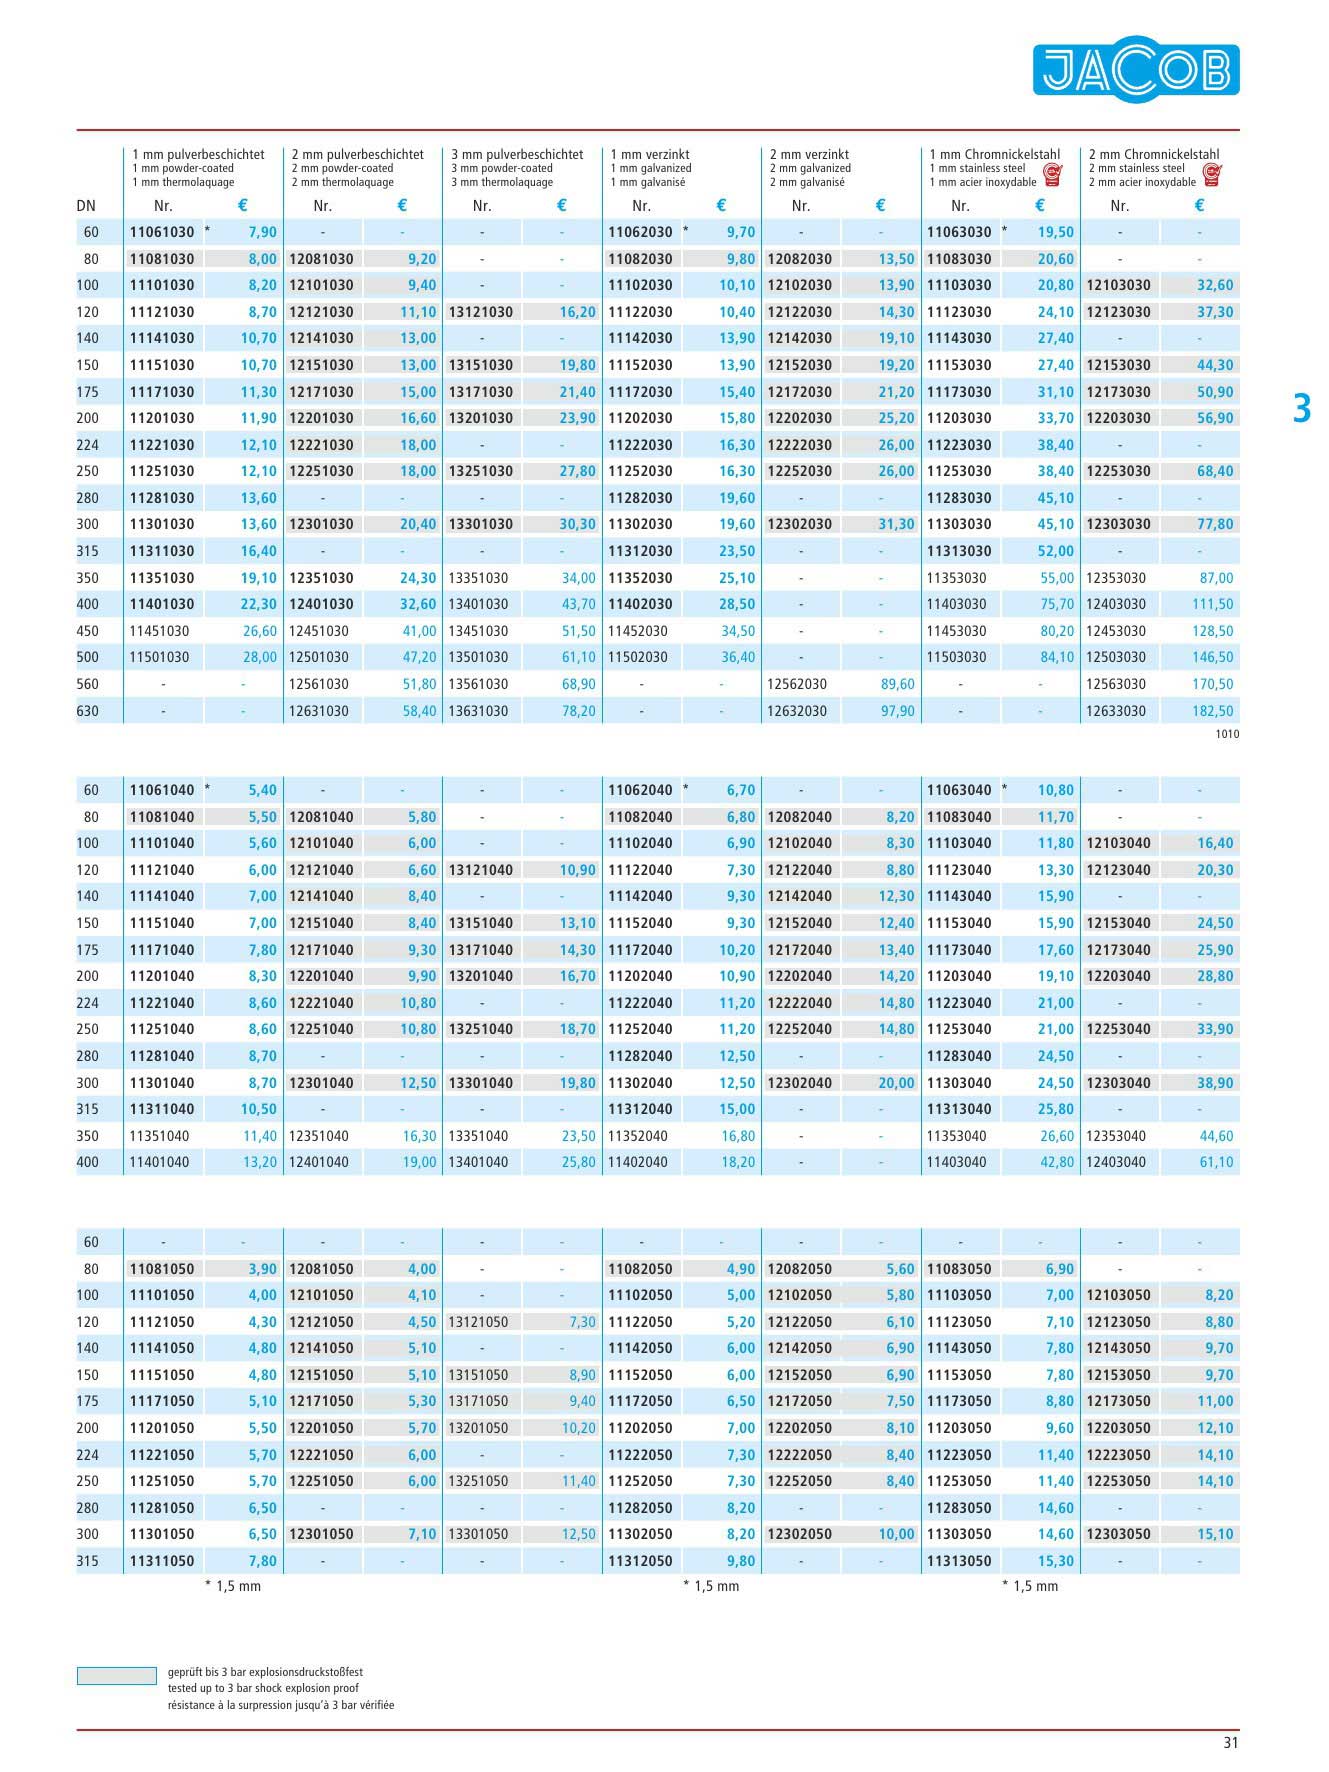 JACOB
1 mm pulverbeschichtet 2 mm pulverbeschichtet 3 mm pulverbeschichtet 1 mm verzinkt 2 mm verzinkt 1 mm Chromnickelstahl 2 mm Chromnickelstahl
1 mm powder-coated 2 mm powder-coated 3 mm powder-coated 1 mm galvanized 2 mm galvanized 1 mm stainless steel 2 mm stainless steel
1 mm thermolaquage 2 mm thermolaquage 3 mm thermolaquage 1 mm galvanisé 2 mm galvanisé 1 mm acier inoxydable 2 mm acier inoxydable
DN Nr. € Nr. € Nr. € Nr. € Nr. € Nr. € Nr. €
60 11061030 * 7,90 - - - - 11062030 * 9,70 - - 11063030 * 19,50 - -
80 11081030 8,00 12081030 9,20 - - 11082030 9,80 12082030 13,50 11083030 20,60 - -
100 11101030 8,20 12101030 9,40 - - 11102030 10,10 12102030 13,90 11103030 20,80 12103030 32,60
120 11121030 8,70 12121030 11,10 13121030 16,20 11122030 10,40 12122030 14,30 11123030 24,10 12123030 37,30
140 11141030 10,70 12141030 13,00 - - 11142030 13,90 12142030 19,10 11143030 27,40 - -
150 11151030 10,70 12151030 13,00 13151030 19,80 11152030 13,90 12152030 19,20 11153030 27,40 12153030 44,30
175 11171030 11,30 12171030 15,00 13171030 21,40 11172030 15,40 12172030 21,20 11173030 31,10 12173030 50,90
200 11201030 11,90 12201030 16,60 13201030 23,90 11202030 15,80 12202030 25,20 11203030 33,70 12203030 56,90
3
224 11221030 12,10 12221030 18,00 - - 11222030 16,30 12222030 26,00 11223030 38,40 - -
250 11251030 12,10 12251030 18,00 13251030 27,80 11252030 16,30 12252030 26,00 11253030 38,40 12253030 68,40
280 11281030 13,60 - - - - 11282030 19,60 - - 11283030 45,10 - -
300 11301030 13,60 12301030 20,40 13301030 30,30 11302030 19,60 12302030 31,30 11303030 45,10 12303030 77,80
315 11311030 16,40 - - - - 11312030 23,50 - - 11313030 52,00 - -
350 11351030 19,10 12351030 24,30 13351030 34,00 11352030 25,10 - - 11353030 55,00 12353030 87,00
400 11401030 22,30 12401030 32,60 13401030 43,70 11402030 28,50 - - 11403030 75,70 12403030 111,50
450 11451030 26,60 12451030 41,00 13451030 51,50 11452030 34,50 - - 11453030 80,20 12453030 128,50
500 11501030 28,00 12501030 47,20 13501030 61,10 11502030 36,40 - - 11503030 84,10 12503030 146,50
560 - - 12561030 51,80 13561030 68,90 - - 12562030 89,60 - - 12563030 170,50
630 - - 12631030 58,40 13631030 78,20 - - 12632030 97,90 - - 12633030 182,50
1010
60 11061040 * 5,40 - - - - 11062040 * 6,70 - - 11063040 * 10,80 - -
80 11081040 5,50 12081040 5,80 - - 11082040 6,80 12082040 8,20 11083040 11,70 - -
100 11101040 5,60 12101040 6,00 - - 11102040 6,90 12102040 8,30 11103040 11,80 12103040 16,40
120 11121040 6,00 12121040 6,60 13121040 10,90 11122040 7,30 12122040 8,80 11123040 13,30 12123040 20,30
140 11141040 7,00 12141040 8,40 - - 11142040 9,30 12142040 12,30 11143040 15,90 - -
150 11151040 7,00 12151040 8,40 13151040 13,10 11152040 9,30 12152040 12,40 11153040 15,90 12153040 24,50
175 11171040 7,80 12171040 9,30 13171040 14,30 11172040 10,20 12172040 13,40 11173040 17,60 12173040 25,90
200 11201040 8,30 12201040 9,90 13201040 16,70 11202040 10,90 12202040 14,20 11203040 19,10 12203040 28,80
224 11221040 8,60 12221040 10,80 - - 11222040 11,20 12222040 14,80 11223040 21,00 - -
250 11251040 8,60 12251040 10,80 13251040 18,70 11252040 11,20 12252040 14,80 11253040 21,00 12253040 33,90
280 11281040 8,70 - - - - 11282040 12,50 - - 11283040 24,50 - -
300 11301040 8,70 12301040 12,50 13301040 19,80 11302040 12,50 12302040 20,00 11303040 24,50 12303040 38,90
315 11311040 10,50 - - - - 11312040 15,00 - - 11313040 25,80 - -
350 11351040 11,40 12351040 16,30 13351040 23,50 11352040 16,80 - - 11353040 26,60 12353040 44,60
400 11401040 13,20 12401040 19,00 13401040 25,80 11402040 18,20 - - 11403040 42,80 12403040 61,10
60 - - - - - - - - - - - - - -
80 11081050 3,90 12081050 4,00 - - 11082050 4,90 12082050 5,60 11083050 6,90 - -
100 11101050 4,00 12101050 4,10 - - 11102050 5,00 12102050 5,80 11103050 7,00 12103050 8,20
120 11121050 4,30 12121050 4,50 13121050 7,30 11122050 5,20 12122050 6,10 11123050 7,10 12123050 8,80
140 11141050 4,80 12141050 5,10 - - 11142050 6,00 12142050 6,90 11143050 7,80 12143050 9,70
150 11151050 4,80 12151050 5,10 13151050 8,90 11152050 6,00 12152050 6,90 11153050 7,80 12153050 9,70
175 11171050 5,10 12171050 5,30 13171050 9,40 11172050 6,50 12172050 7,50 11173050 8,80 12173050 11,00
200 11201050 5,50 12201050 5,70 13201050 10,20 11202050 7,00 12202050 8,10 11203050 9,60 12203050 12,10
224 11221050 5,70 12221050 6,00 - - 11222050 7,30 12222050 8,40 11223050 11,40 12223050 14,10
250 11251050 5,70 12251050 6,00 13251050 11,40 11252050 7,30 12252050 8,40 11253050 11,40 12253050 14,10
280 11281050 6,50 - - - - 11282050 8,20 - - 11283050 14,60 - -
300 11301050 6,50 12301050 7,10 13301050 12,50 11302050 8,20 12302050 10,00 11303050 14,60 12303050 15,10
315 11311050 7,80 - - - - 11312050 9,80 - - 11313050 15,30 - -
* 1,5 mm * 1,5 mm * 1,5 mm
geprüft bis 3 bar explosionsdruckstoßfest
tested up to 3 bar shock explosion proof
résistance à la surpression jusqu'à 3 bar vérifiée
31